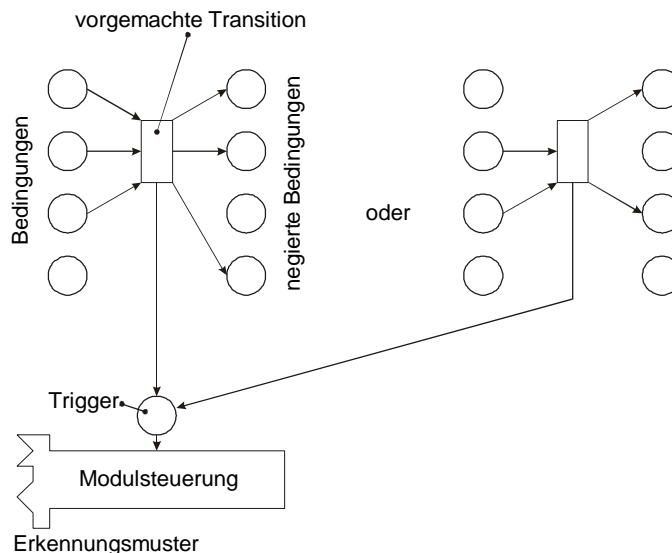 vorgemachte Transition
Bedingungen
negierte Bedingungen
oder
Trigger
Modulsteuerung
Erkennungsmuster